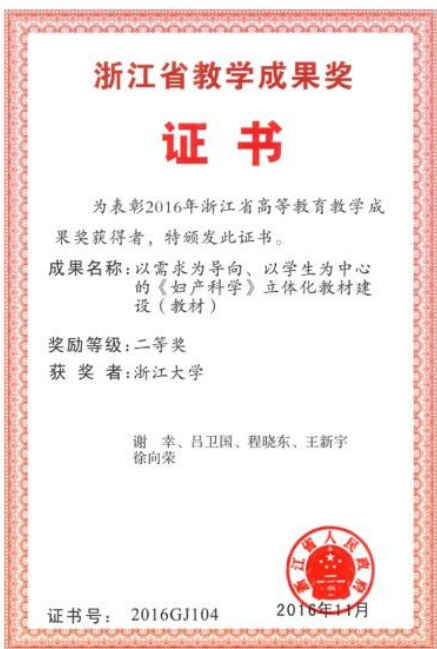 浙江省教学成果奖
证书
为表彰2016年浙江省高等教育教学成
果奖获得者，特颁发此证书。
成果名称：以需求为导向、以学生为中心
的《妇产科学》立体化教材建
设（教材）
奖励等级：二等奖
获奖者：浙江大学
谢幸、吕卫国、程晓东、王新宇
徐向荣
浙江省人民政府
证书号： 2016GJ104
2016年11月